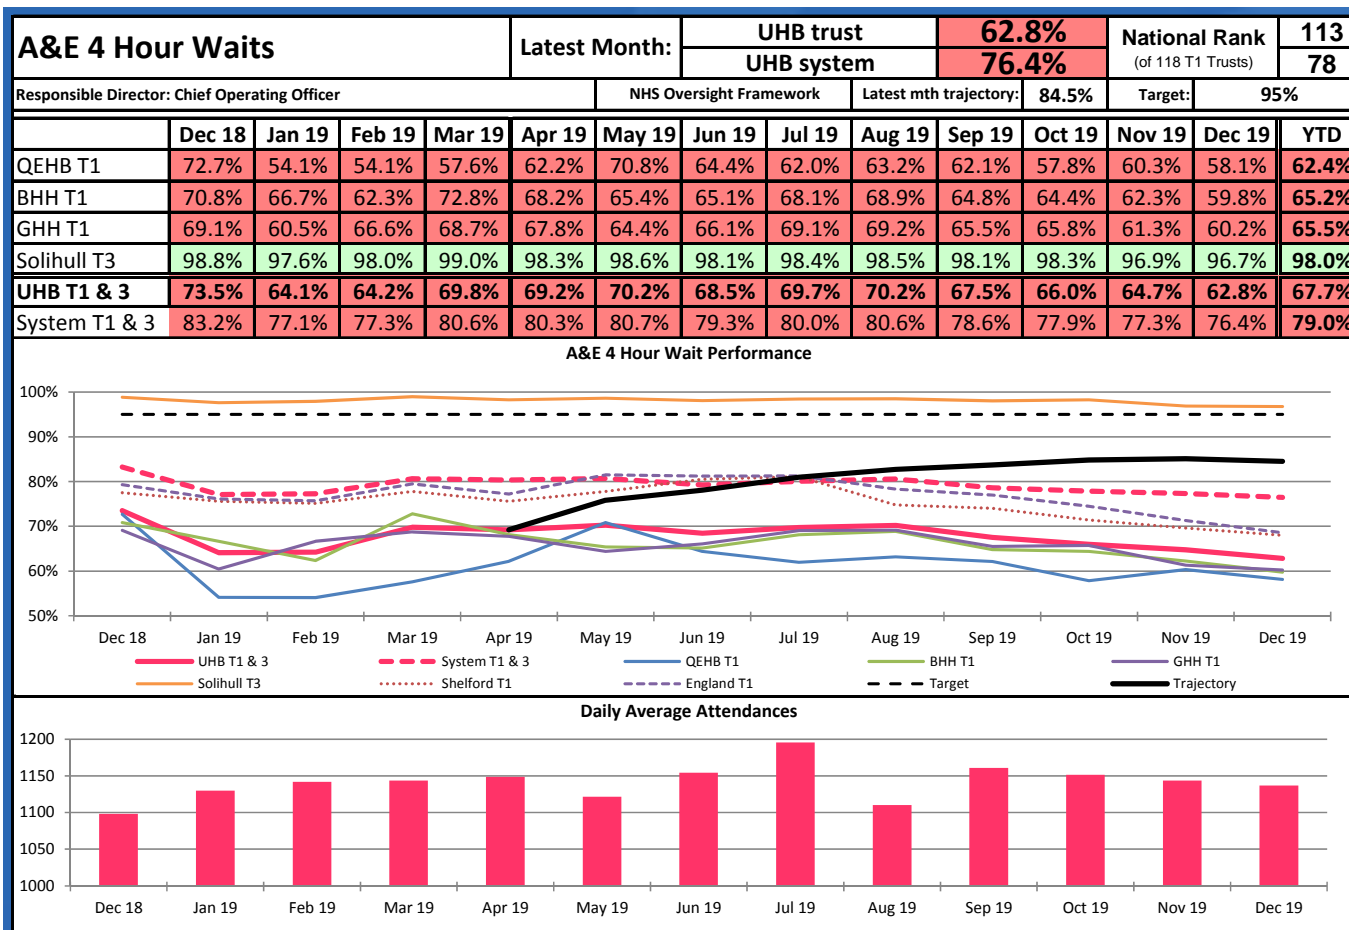 A&E 4 Hour Waits
Latest Month:
UHB trust 62.8%
UHB system 76.4%
National Rank 113
(of 118 T1 Trusts) 78
Responsible Director: Chief Operating Officer NHS Oversight Framework Latest mth trajectory: 84.5% Target: 95%
Dec 18 Jan 19 Feb 19 Mar 19 Apr 19 May 19 Jun 19 Jul 19 Aug 19 Sep 19 Oct 19 Nov 19 Dec 19 YTD
QEHB T1 72.7% 54.1% 54.1% 57.6% 62.2% 70.8% 64.4% 62.0% 63.2% 62.1% 57.8% 60.3% 58.1% 62.4%
BHH T1 70.8% 66.7% 62.3% 72.8% 68.2% 65.4% 65.1% 68.1% 68.9% 64.8% 64.4% 62.3% 59.8% 65.2%
GHH T1 69.1% 60.5% 66.6% 68.7% 67.8% 64.4% 66.1% 69.1% 69.2% 65.5% 65.8% 61.3% 60.2% 65.5%
Solihull T3 98.8% 97.6% 98.0% 99.0% 98.3% 98.6% 98.1% 98.4% 98.5% 98.1% 98.3% 96.9% 96.7% 98.0%
UHB T1 & 3 73.5% 64.1% 64.2% 69.8% 69.2% 70.2% 68.5% 69.7% 70.2% 67.5% 66.0% 64.7% 62.8% 67.7%
System T1 & 3 83.2% 77.1% 77.3% 80.6% 80.3% 80.7% 79.3% 80.0% 80.6% 78.6% 77.9% 77.3% 76.4% 79.0%
A&E 4 Hour Wait Performance
100%
90%
80%
70%
60%
50%
Dec 18 Jan 19 Feb 19 Mar 19 Apr 19 May 19 Jun 19 Jul 19 Aug 19 Sep 19 Oct 19 Nov 19 Dec 19
UHB T1 & 3 System T1 & 3 QEHB T1 BHH T1 GHH T1
Solihull T3 Shelford T1 England T1 Target Trajectory
Daily Average Attendances
1200
1150
1100
1050
1000
Dec 18 Jan 19 Feb 19 Mar 19 Apr 19 May 19 Jun 19 Jul 19 Aug 19 Sep 19 Oct 19 Nov 19 Dec 19